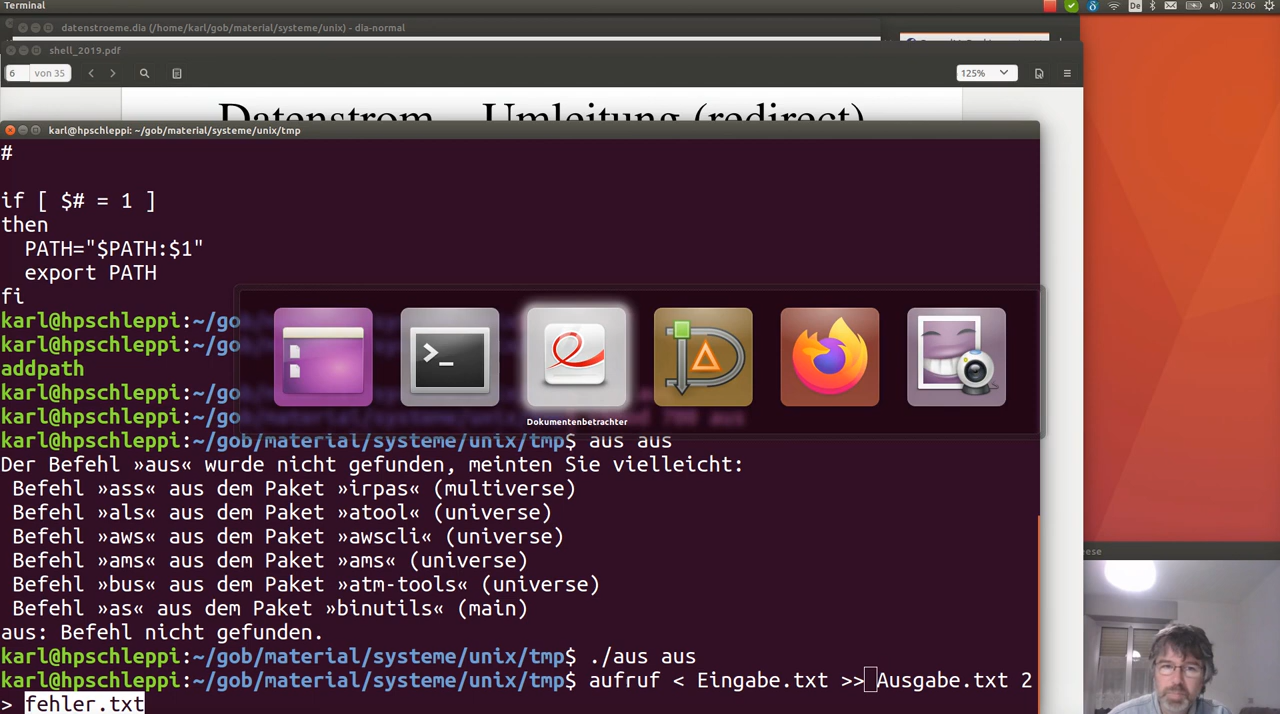 Terminal
De
23:06
datenstroeme.dia (/home/karl/gob/material/systeme/unix) - dia-normal
shell_2019.pdf
6 von 35
125%
Datenstrom Umleitung (redirect)
karl@hpschleppi: ~/gob/material/systeme/unix/tmp
#
if [ $# = 1 ]
then
PATH="$PATH:$1"
export PATH
fi
karl@hpschleppi:~/go
karl@hpschleppi:~/go
addpath
karl@hpschleppi:~/go
karl@hpschleppi:~/go
Dokumentenbetrachter
karl@hpschleppi:~/gob/material/systeme/unix/tmp$ aus aus
Der Befehl »aus« wurde nicht gefunden, meinten Sie vielleicht:
Befehl »ass« aus dem Paket »irpas« (multiverse)
Befehl »als« aus dem Paket »atool« (universe)
Befehl »aws« aus dem Paket »awscli« (universe)
Befehl »ams« aus dem Paket »ams« (universe)
Befehl »bus« aus dem Paket »atm-tools« (universe)
Befehl »as« aus dem Paket »binutils« (main)
aus: Befehl nicht gefunden.
karl@hpschleppi:~/gob/material/systeme/unix/tmp$ ./aus aus
karl@hpschleppi:~/gob/material/systeme/unix/tmp$ aufruf < Eingabe.txt >> Ausgabe.txt 2
> fehler.txt